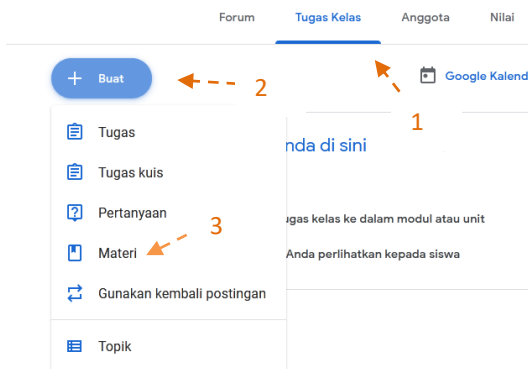 Forum Tugas Kelas Anggota Nilai
Buat 2 Google Kalend
1
Tugas
nda di sini
Tugas kuis
Pertanyaan
ugas kelas ke dalam modul atau unit
3
Materi
Anda perlihatkan kepada siswa
Gunakan kembali postingan
Topik